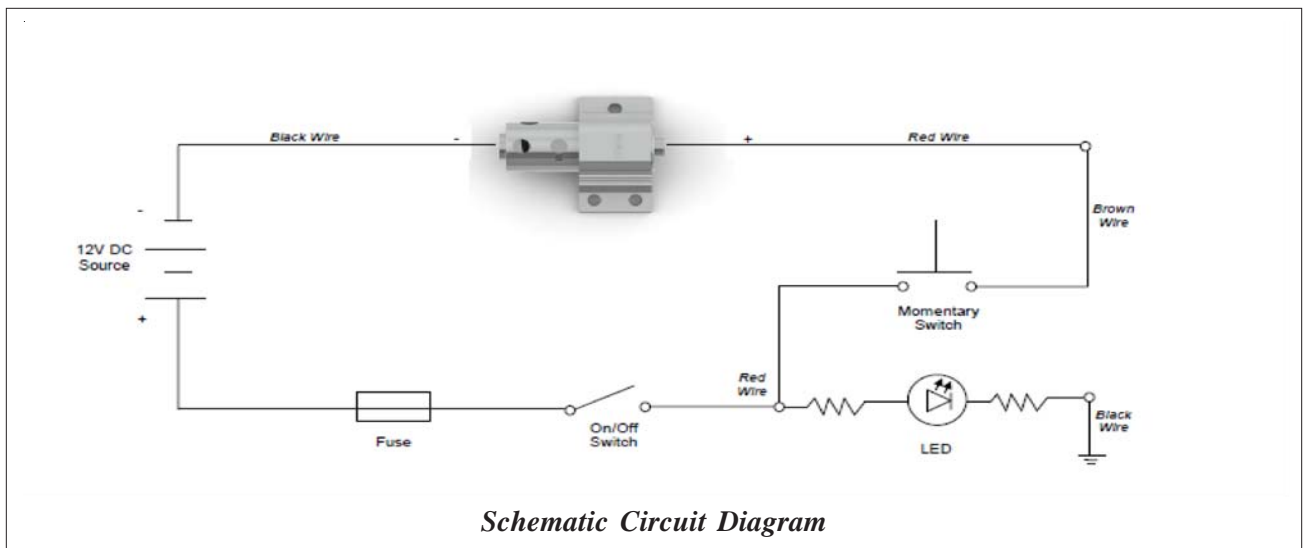 Black Wire
-
+
Red Wire
-
Brown
Wire
12V DC
Source
+
Momentary
Switch
Red
Wire
Black
Wire
Fuse
On/Off
Switch
LED
Schematic Circuit Diagram